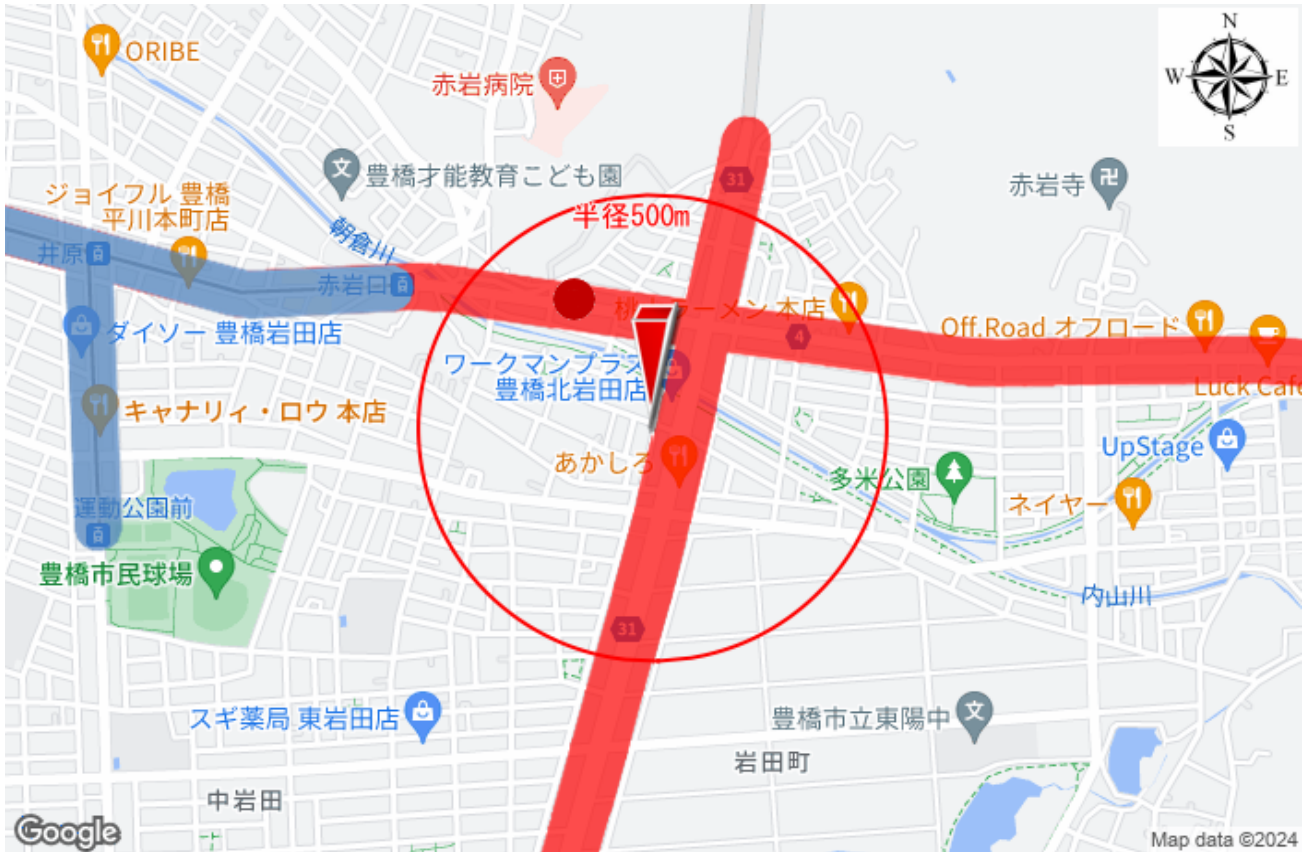 N
W
E
S
ORIBE
赤岩病院
31
豊橋才能教育こども園
赤岩寺
ジョイフル 豊橋
平川本町店
半径500m
朝倉川
井原
赤岩口
メン 本店
4
Off.Road オフロード
ダイソー 豊橋岩田店
ワークマンプラス
豊橋北岩田店
Luck Cafe
キャナリィ・ロウ 本店
UpStage
あかしろ
多米公園
ネイヤー
運動公園前
豊橋市民球場
内山川
31
スギ薬局 東岩田店
豊橋市立東陽中
岩田町
中岩田
Google
Map data ©2024